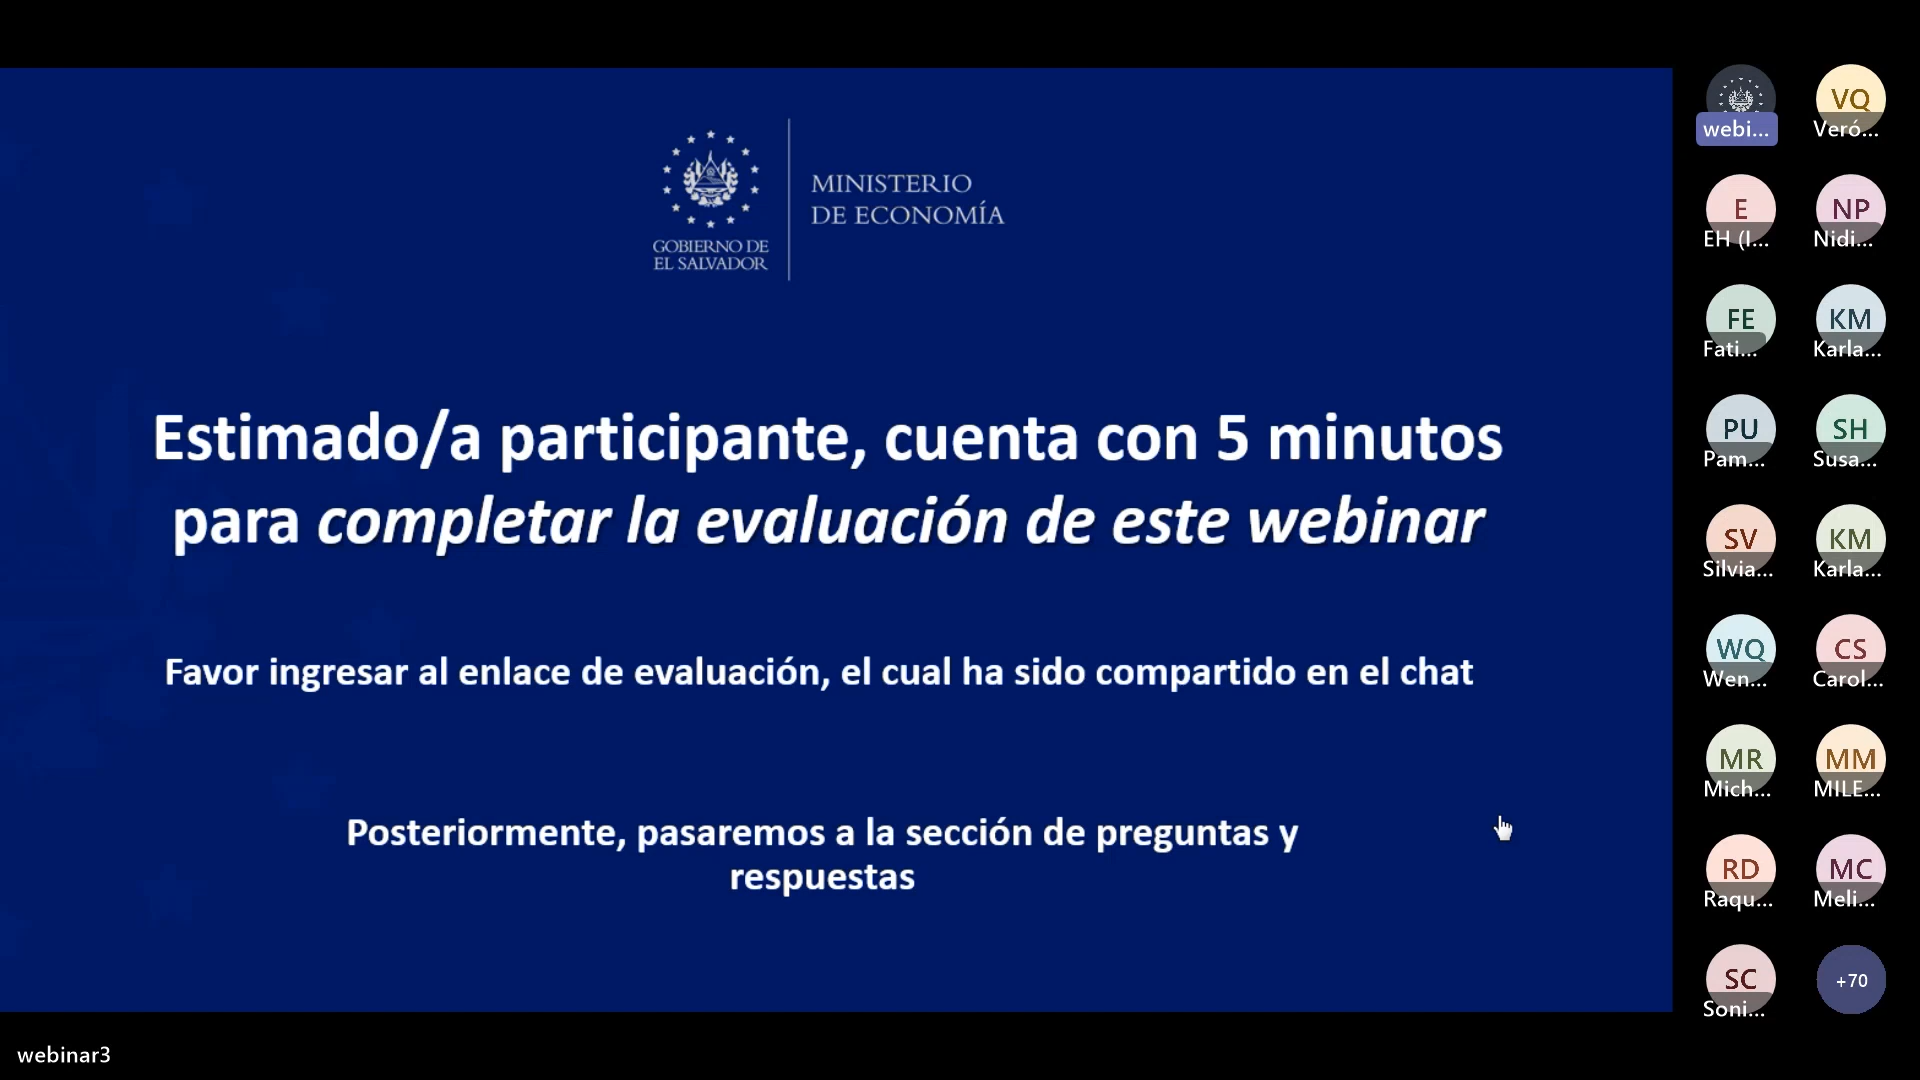 GOBIERNO DE
EL SALVADOR
MINISTERIO
DE ECONOMÍA
Estimado/a participante, cuenta con 5 minutos
para completar la evaluación de este webinar
Favor ingresar al enlace de evaluación, el cual ha sido compartido en el chat
Posteriormente, pasaremos a la sección de preguntas y
respuestas
webi...
VQ
Veró...
E
EH (I...
NP
Nidi...
FE
Fati...
KM
Karla...
PU
Pam...
SH
Susa...
SV
Silvia...
KM
Karla...
WQ
Wen...
CS
Carol...
MR
Mich...
MM
MILE...
RD
Raqu...
MC
Meli...
SC
Soni...
+70
webinar3